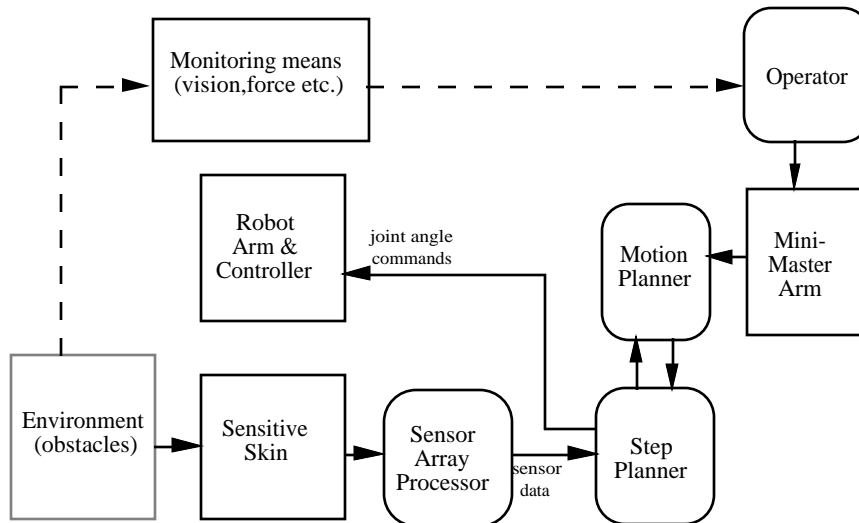 Monitoring means
(vision,force etc.)
Operator
Robot
Arm &
Controller
joint angle
commands
Motion
Planner
Mini-
Master
Arm
Environment
(obstacles)
Sensitive
Skin
Sensor
Array
Processor
sensor
data
Step
Planner